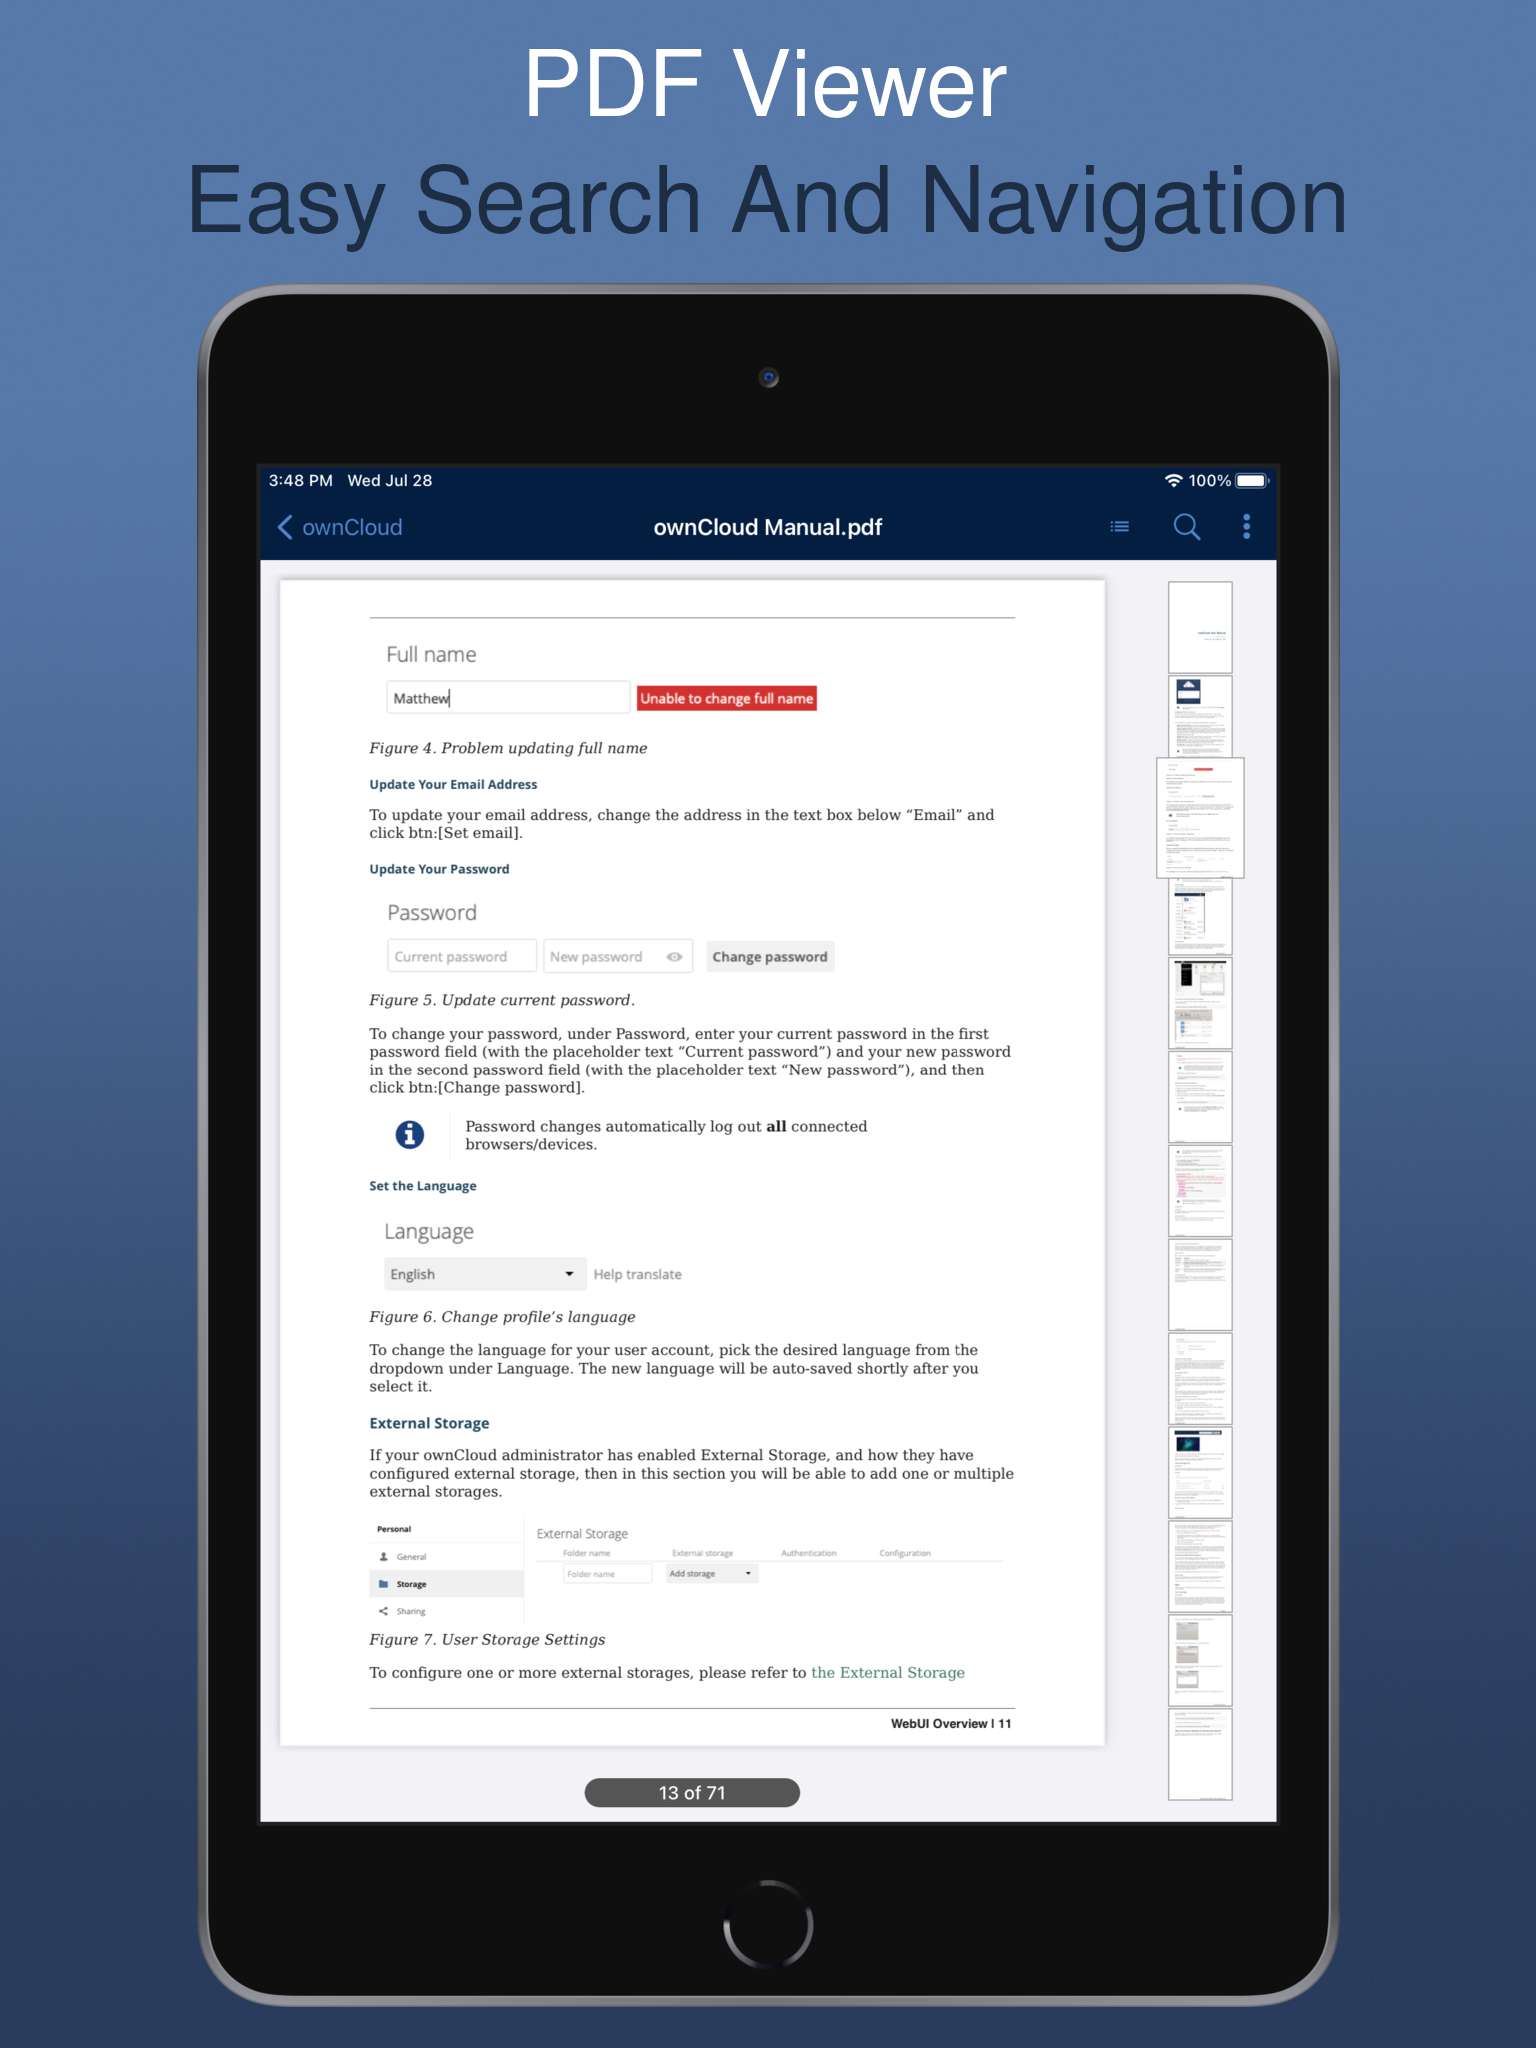 PDF Viewer
Easy Search And Navigation
3:48 PM Wed Jul 28
100%
ownCloud
ownCloud Manual.pdf
Full name
Matthew
Unable to change full name
Figure 4. Problem updating full name
Update Your Email Address
To update your email address, change the address in the text box below “Email” and
click btn:[Set email].
Update Your Password
Password
Current password
New password
Change password
Figure 5. Update current password.
To change your password, under Password, enter your current password in the first
password field (with the placeholder text “Current password”) and your new password
in the second password field (with the placeholder text “New password”), and then
click btn:[Change password].
Password changes automatically log out all connected
browsers/devices.
Set the Language
Language
English
Help translate
Figure 6. Change profile’s language
To change the language for your user account, pick the desired language from the
dropdown under Language. The new language will be auto-saved shortly after you
select it.
External Storage
If your ownCloud administrator has enabled External Storage, and how they have
configured external storage, then in this section you will be able to add one or multiple
external storages.
Personal
General
Storage
Sharing
External Storage
Folder name External storage Authentication Configuration
Folder name
Add storage
Figure 7. User Storage Settings
To configure one or more external storages, please refer to the External Storage
WebUI Overview | 11
13 of 71